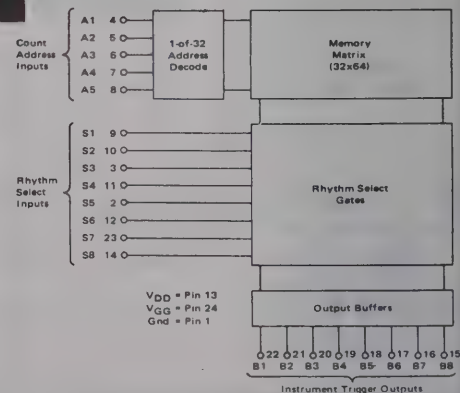 Count
Address
Inputs
A1 4
A2 5
A3 6
A4 7
A5 8
1-of-32
Address
Decode
Memory
Matrix
(32x64)
Rhythm
Select
Inputs
S1 9
S2 10
S3 3
S4 11
S5 2
S6 12
S7 23
S8 14
Rhythm Select
Gates
VDD = Pin 13
VGG = Pin 24
Gnd = Pin 1
Output Buffers
22 21 20 19 18 17 16 15
B1 B2 B3 B4 B5 B6 B7 B8
Instrument Trigger Outputs